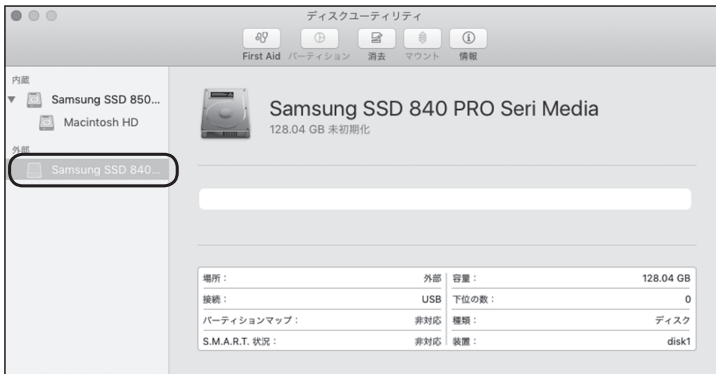 ディスクユーティリティ
First Aid パーティション 消去 マウント 情報
内蔵
Samsung SSD 850...
Macintosh HD
外部
Samsung SSD 840...
Samsung SSD 840 PRO Seri Media
128.04 GB 未初期化
場所： 外部 容量： 128.04 GB
接続： USB 下位の数： 0
パーティションマップ： 非対応 種類： ディスク
S.M.A.R.T. 状況： 非対応 装置： disk1